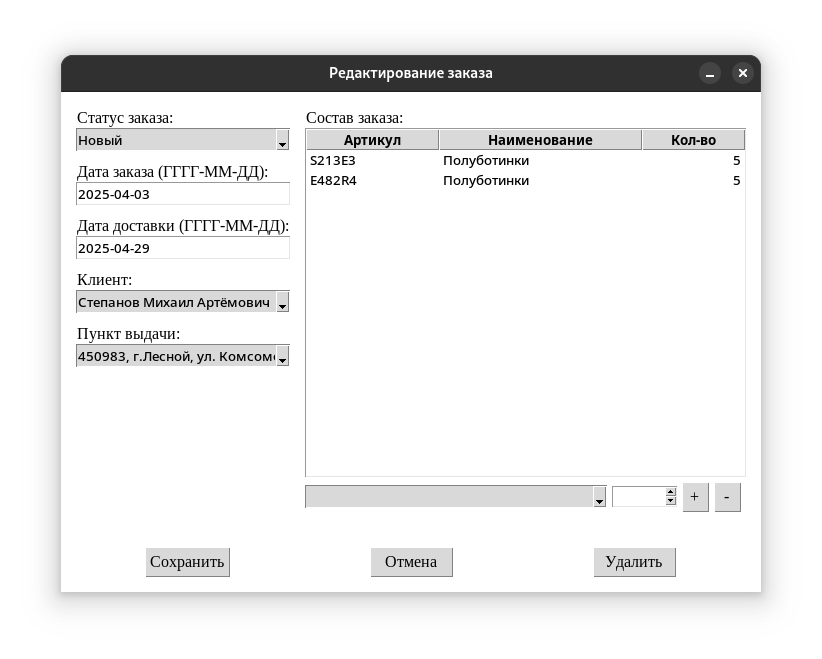 Редактирование заказа
Статус заказа:
Новый
Дата заказа (ГГГГ-ММ-ДД):
2025-04-03
Дата доставки (ГГГГ-ММ-ДД):
2025-04-29
Клиент:
Степанов Михаил Артёмович
Пункт выдачи:
450983, г.Лесной, ул. Комсомо
Состав заказа:
Артикул Наименование Кол-во
S213E3 Полуботинки 5
E482R4 Полуботинки 5
+ -
Сохранить Отмена Удалить